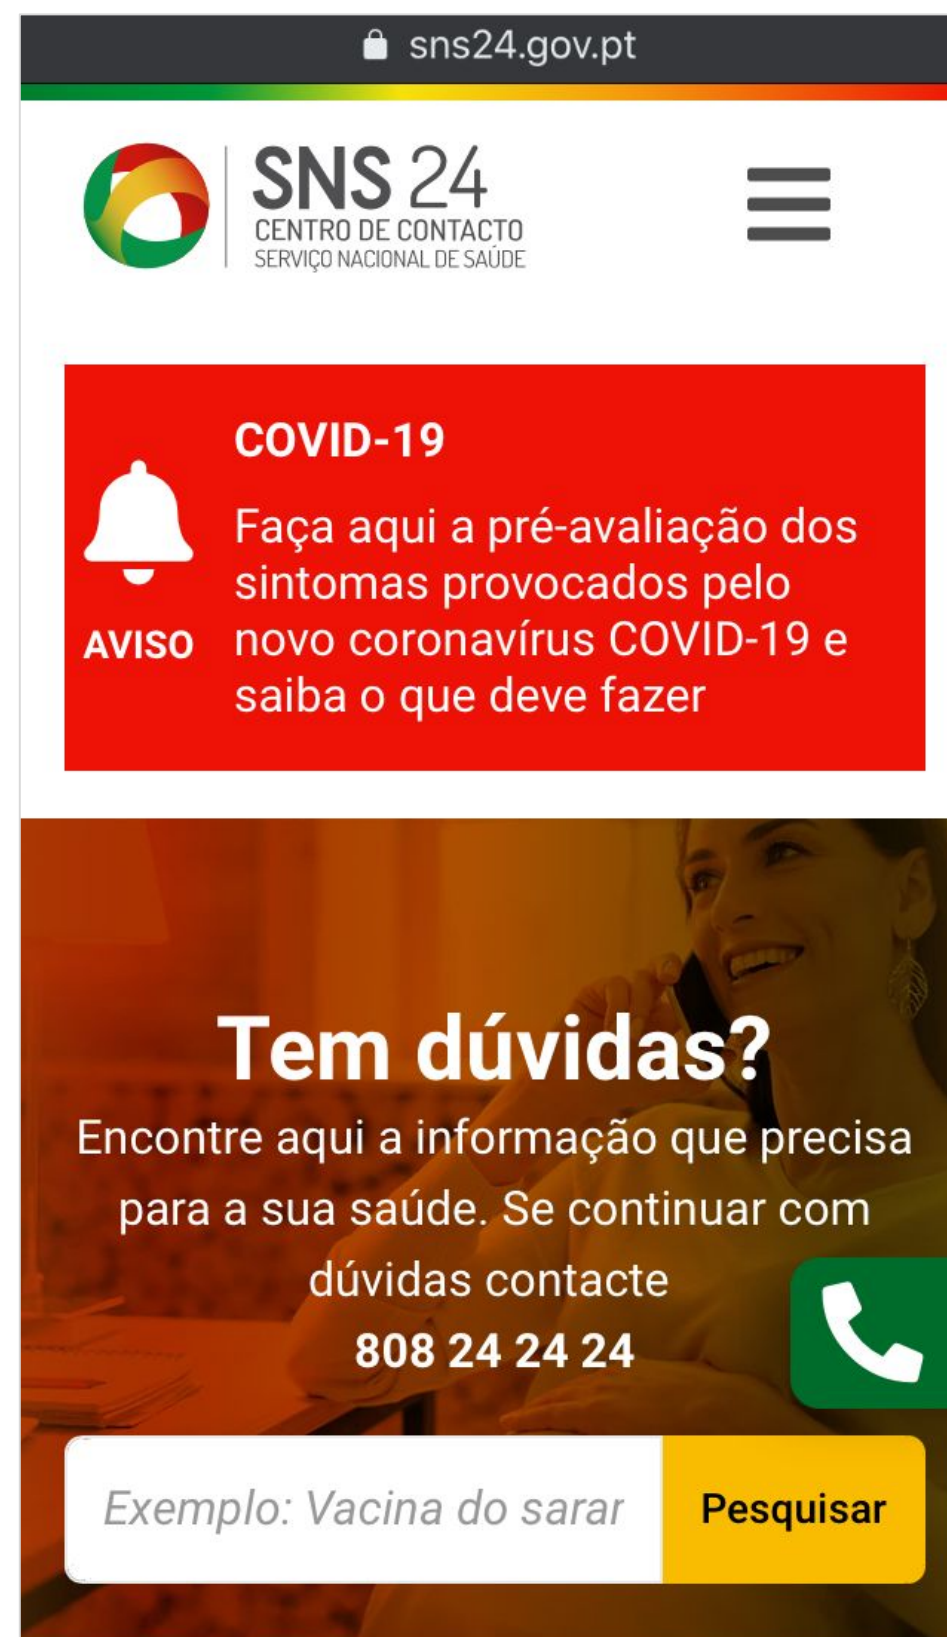 sns24.gov.pt
SNS 24
CENTRO DE CONTACTO
SERVIÇO NACIONAL DE SAÚDE
COVID-19
Faça aqui a pré-avaliação dos
sintomas provocados pelo
novo coronavírus COVID-19 e
saiba o que deve fazer
AVISO
Tem dúvidas?
Encontre aqui a informação que precisa
para a sua saúde. Se continuar com
dúvidas contacte
808 24 24 24
Exemplo: Vacina do sarar
Pesquisar